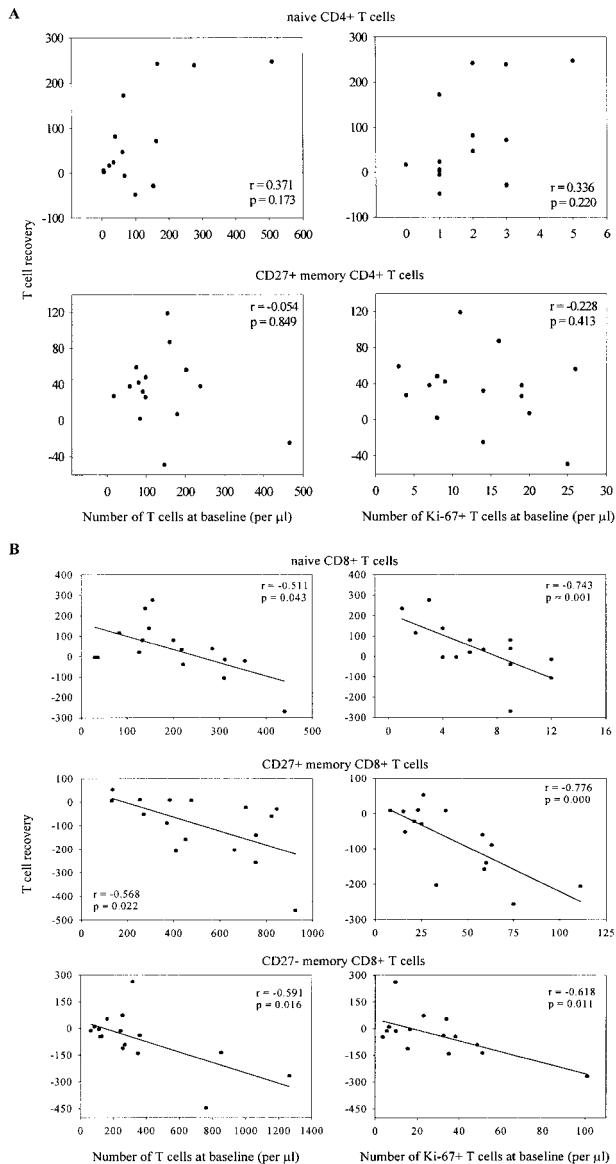 A
naive CD4+ T cells
300
200
100
0
-100
0 100 200 300 400 500 600
r = 0.371
p = 0.173
300
200
100
0
-100
0 1 2 3 4 5 6
r = 0.336
p = 0.220
T cell recovery
CD27+ memory CD4+ T cells
120
80
40
0
-40
0 100 200 300 400 500
r = -0.054
p = 0.849
120
80
40
0
-40
0 5 10 15 20 25 30
r = -0.228
p = 0.413
Number of T cells at baseline (per µl)
Number of Ki-67+ T cells at baseline (per µl)
B
naive CD8+ T cells
400
300
200
100
0
-100
-200
-300
0 100 200 300 400 500
r = -0.511
p = 0.043
400
300
200
100
0
-100
-200
-300
0 4 8 12 16
r = -0.743
p = 0.001
T cell recovery
CD27+ memory CD8+ T cells
100
0
-100
-200
-300
-400
-500
0 200 400 600 800 1000
r = -0.568
p = 0.022
100
0
-100
-200
-300
0 25 50 75 100 125
r = -0.776
p = 0.000
CD27- memory CD8+ T cells
300
150
0
-150
-300
-450
0 200 400 600 800 1000 1200 1400
r = -0.591
p = 0.016
300
150
0
-150
-300
-450
0 20 40 60 80 100
r = -0.618
p = 0.011
Number of T cells at baseline (per µl)
Number of Ki-67+ T cells at baseline (per µl)